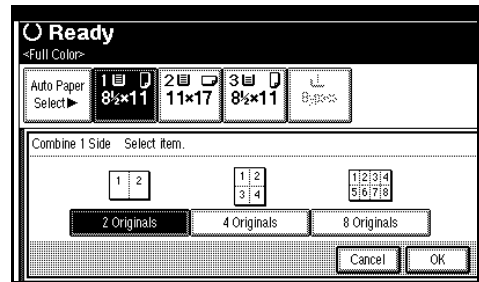 Ready
<Full Color>
Auto Paper Select▶
1 8½×11
2 11×17
3 8½×11
Bypass
Combine 1 Side Select item.
1 2
1 2
3 4
1 2 3 4
5 6 7 8
2 Originals
4 Originals
8 Originals
Cancel
OK